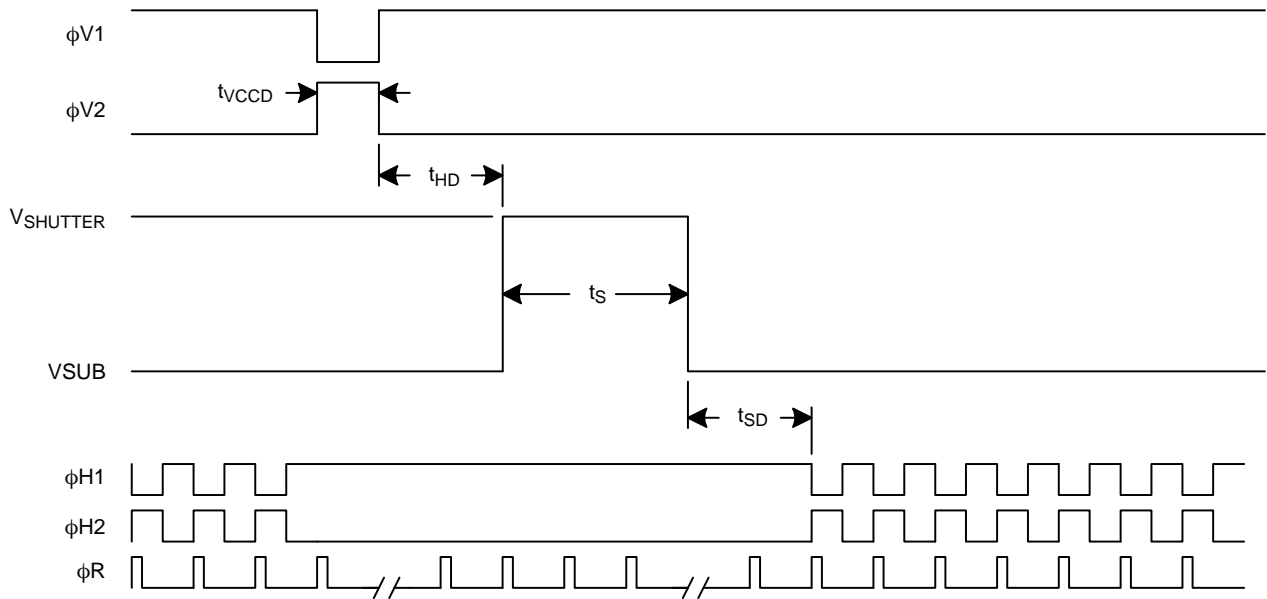 ϕV1
tVCCD
ϕV2
tHD
VSHUTTER
tS
VSUB
tSD
ϕH1
ϕH2
ϕR